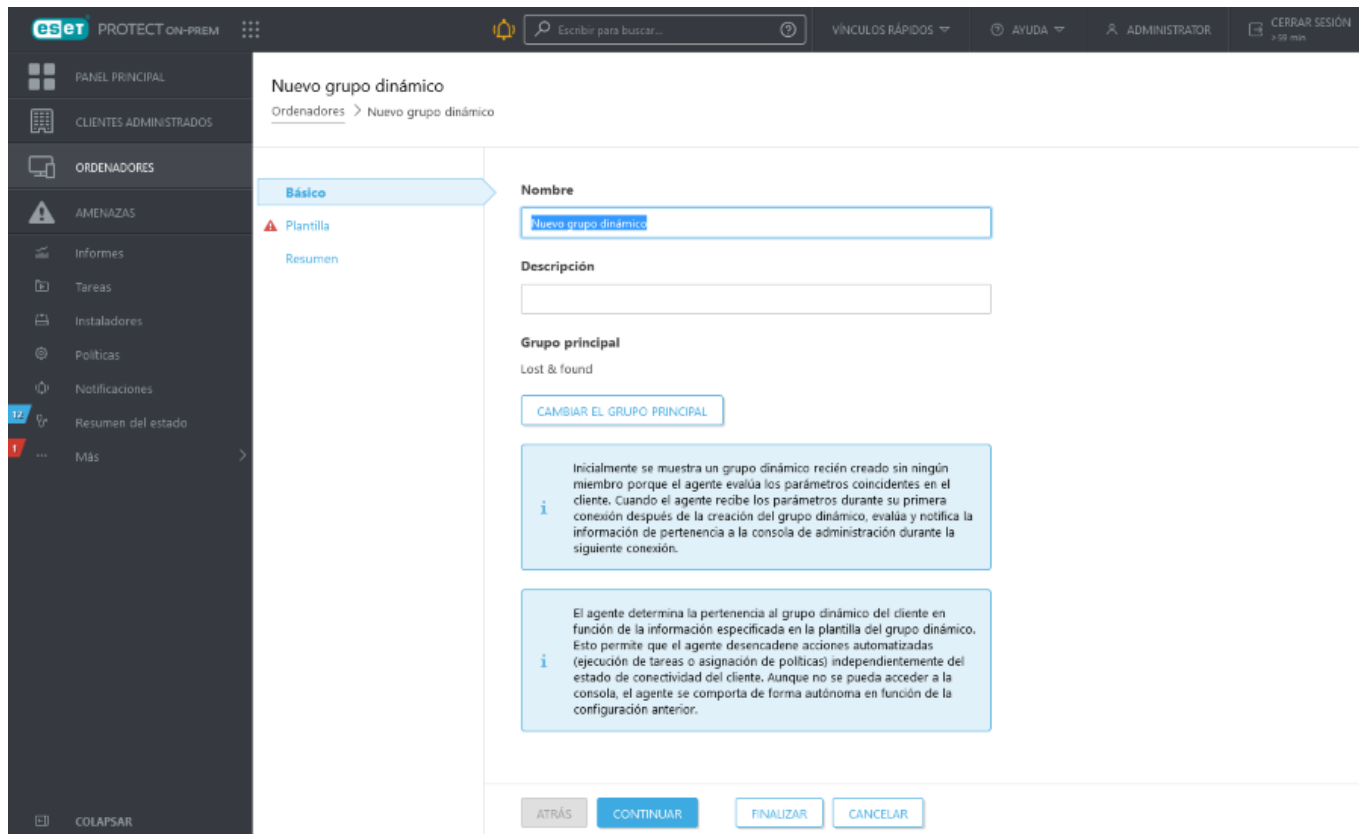 eset PROTECT ON-PREM
Escribir para buscar...
VÍNCULOS RÁPIDOS
AYUDA
ADMINISTRATOR
CERRAR SESIÓN
>59 min
PANEL PRINCIPAL
CLIENTES ADMINISTRADOS
ORDENADORES
AMENAZAS
Informes
Tareas
Instaladores
Políticas
Notificaciones
12
Resumen del estado
1
Más
COLAPSAR
Nuevo grupo dinámico
Ordenadores > Nuevo grupo dinámico
Básico
Plantilla
Resumen
Nombre
Nuevo grupo dinámico
Descripción
Grupo principal
Lost & found
CAMBIAR EL GRUPO PRINCIPAL
Inicialmente se muestra un grupo dinámico recién creado sin ningún
miembro porque el agente evalúa los parámetros coincidentes en el
cliente. Cuando el agente recibe los parámetros durante su primera
conexión después de la creación del grupo dinámico, evalúa y notifica la
información de pertenencia a la consola de administración durante la
siguiente conexión.
El agente determina la pertenencia al grupo dinámico del cliente en
función de la información especificada en la plantilla del grupo dinámico.
Esto permite que el agente desencadene acciones automatizadas
(ejecución de tareas o asignación de políticas) independientemente del
estado de conectividad del cliente. Aunque no se pueda acceder a la
consola, el agente se comporta de forma autónoma en función de la
configuración anterior.
ATRÁS
CONTINUAR
FINALIZAR
CANCELAR